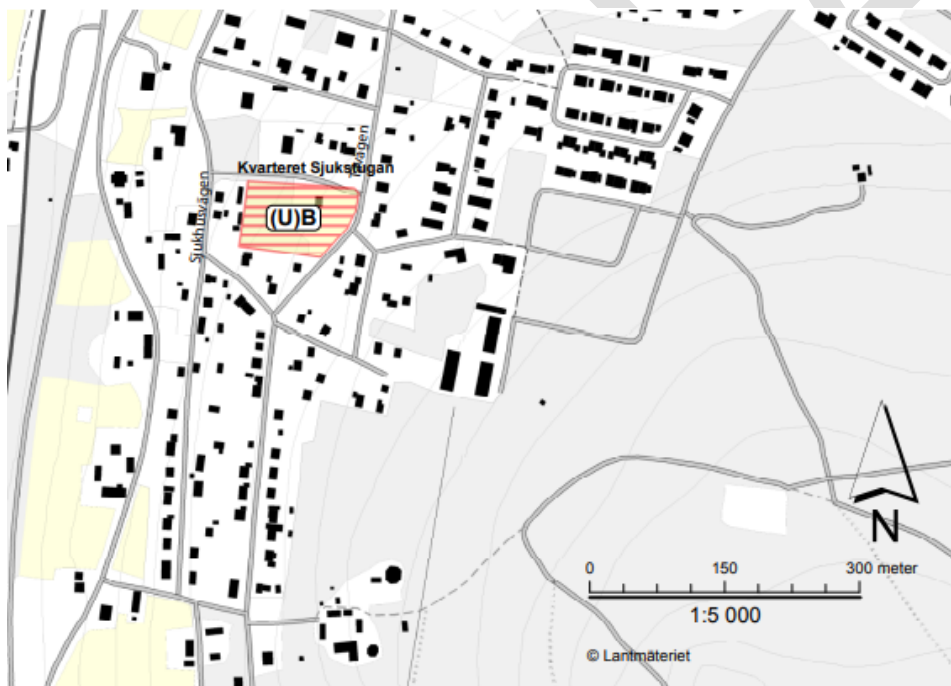 Kvarteret Sjukstugan
Sjukhusvägen
(U)B
N
0 150 300 meter
1:5 000
© Lantmäteriet